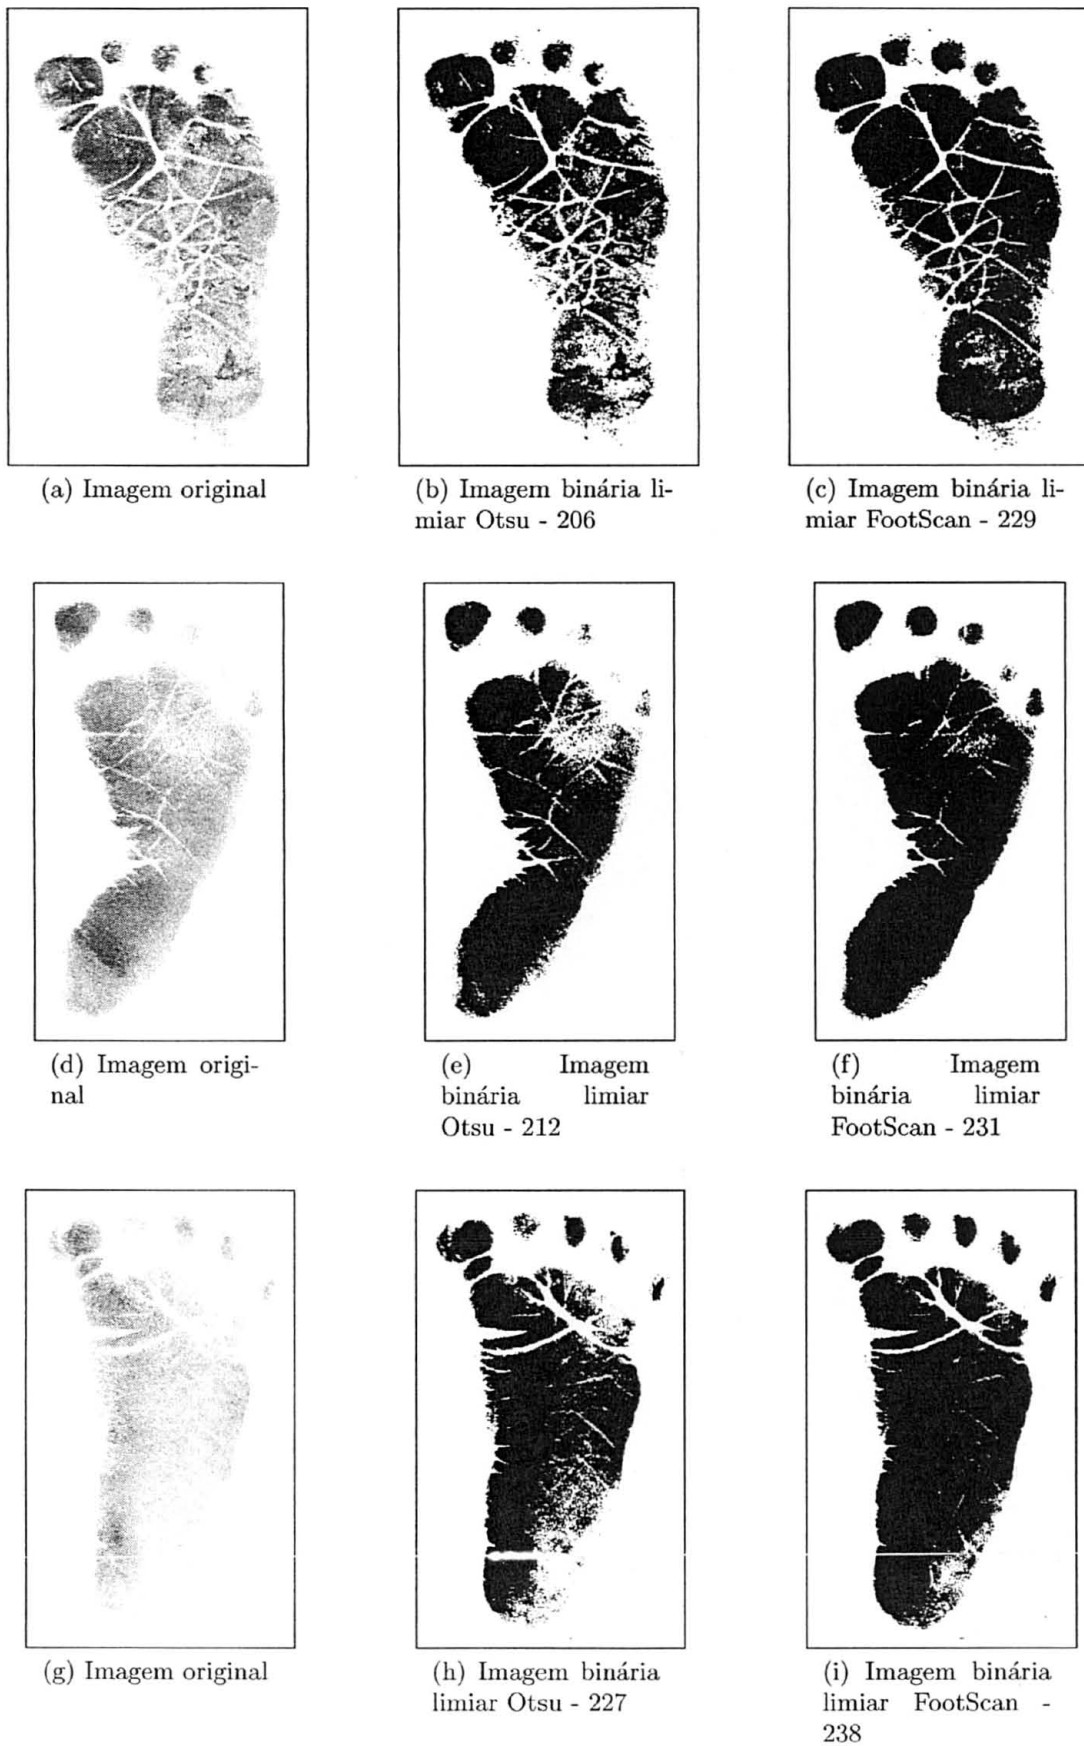 (a) Imagem original
(b) Imagem binária li-
miar Otsu - 206
(c) Imagem binária li-
miar FootScan - 229
(d) Imagem origi-
nal
(e) Imagem
binária limiar
Otsu - 212
(f) Imagem
binária limiar
FootScan - 231
(g) Imagem original
(h) Imagem binária
limiar Otsu - 227
(i) Imagem binária
limiar FootScan -
238